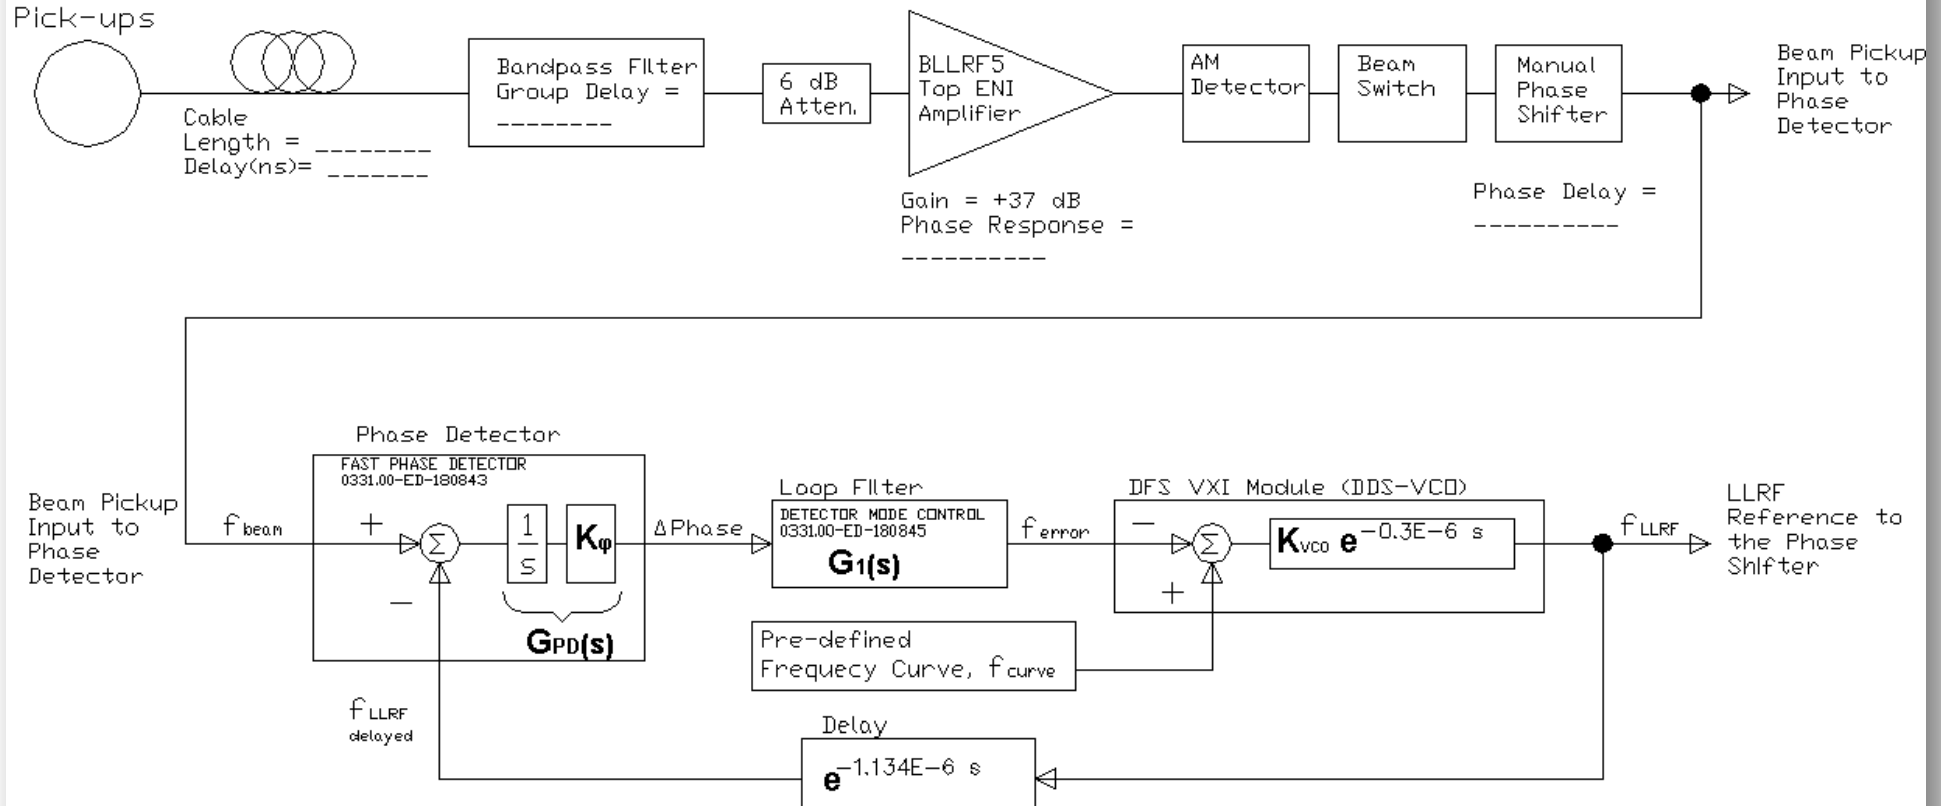 Pick-ups
Cable
Length = ________
Delay(ns)= _______
Bandpass FIlter
Group Delay =
________
6 dB
Atten.
BLLRF5
Top ENI
Amplifier
Gain = +37 dB
Phase Response =
__________
AM
Detector
Beam
Switch
Manual
Phase
Shifter
Phase Delay =
__________
Beam Pickup
Input to
Phase
Detector
Beam Pickup
Input to
Phase
Detector
f beam
Phase Detector
FAST PHASE DETECTOR
0331.00-ED-180843
+
−
Σ
1
s
Kφ
GPD(s)
ΔPhase
Loop FIlter
DETECTOR MODE CONTROL
0331.00-ED-180845
G1(s)
f error
DFS VXI Module (DDS-VCO)
−
+
Σ
KVCO e−0.3E−6 s
f LLRF
LLRF
Reference to
the Phase
ShIfter
Pre-defined
Frequecy Curve, f curve
f LLRF
delayed
Delay
e−1.134E−6 s